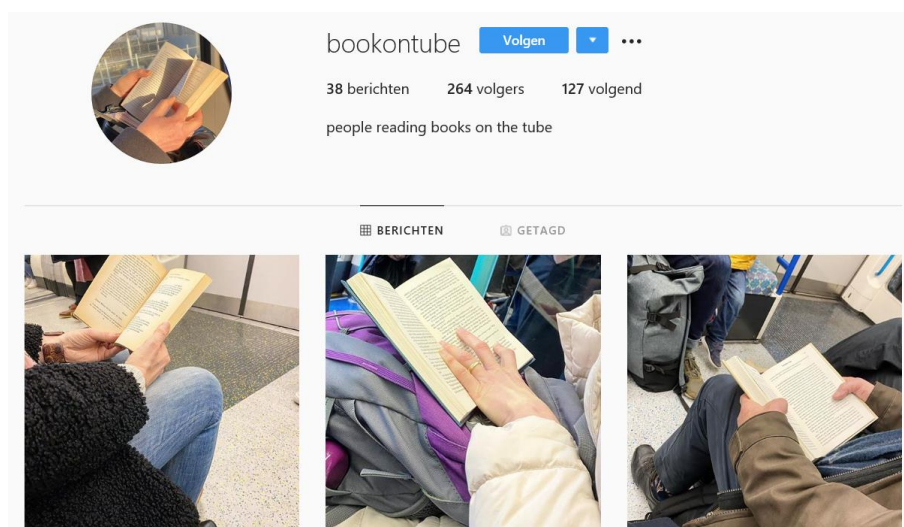 bookontube Volgen
38 berichten 264 volgers 127 volgend
people reading books on the tube
BERICHTEN GETAGD